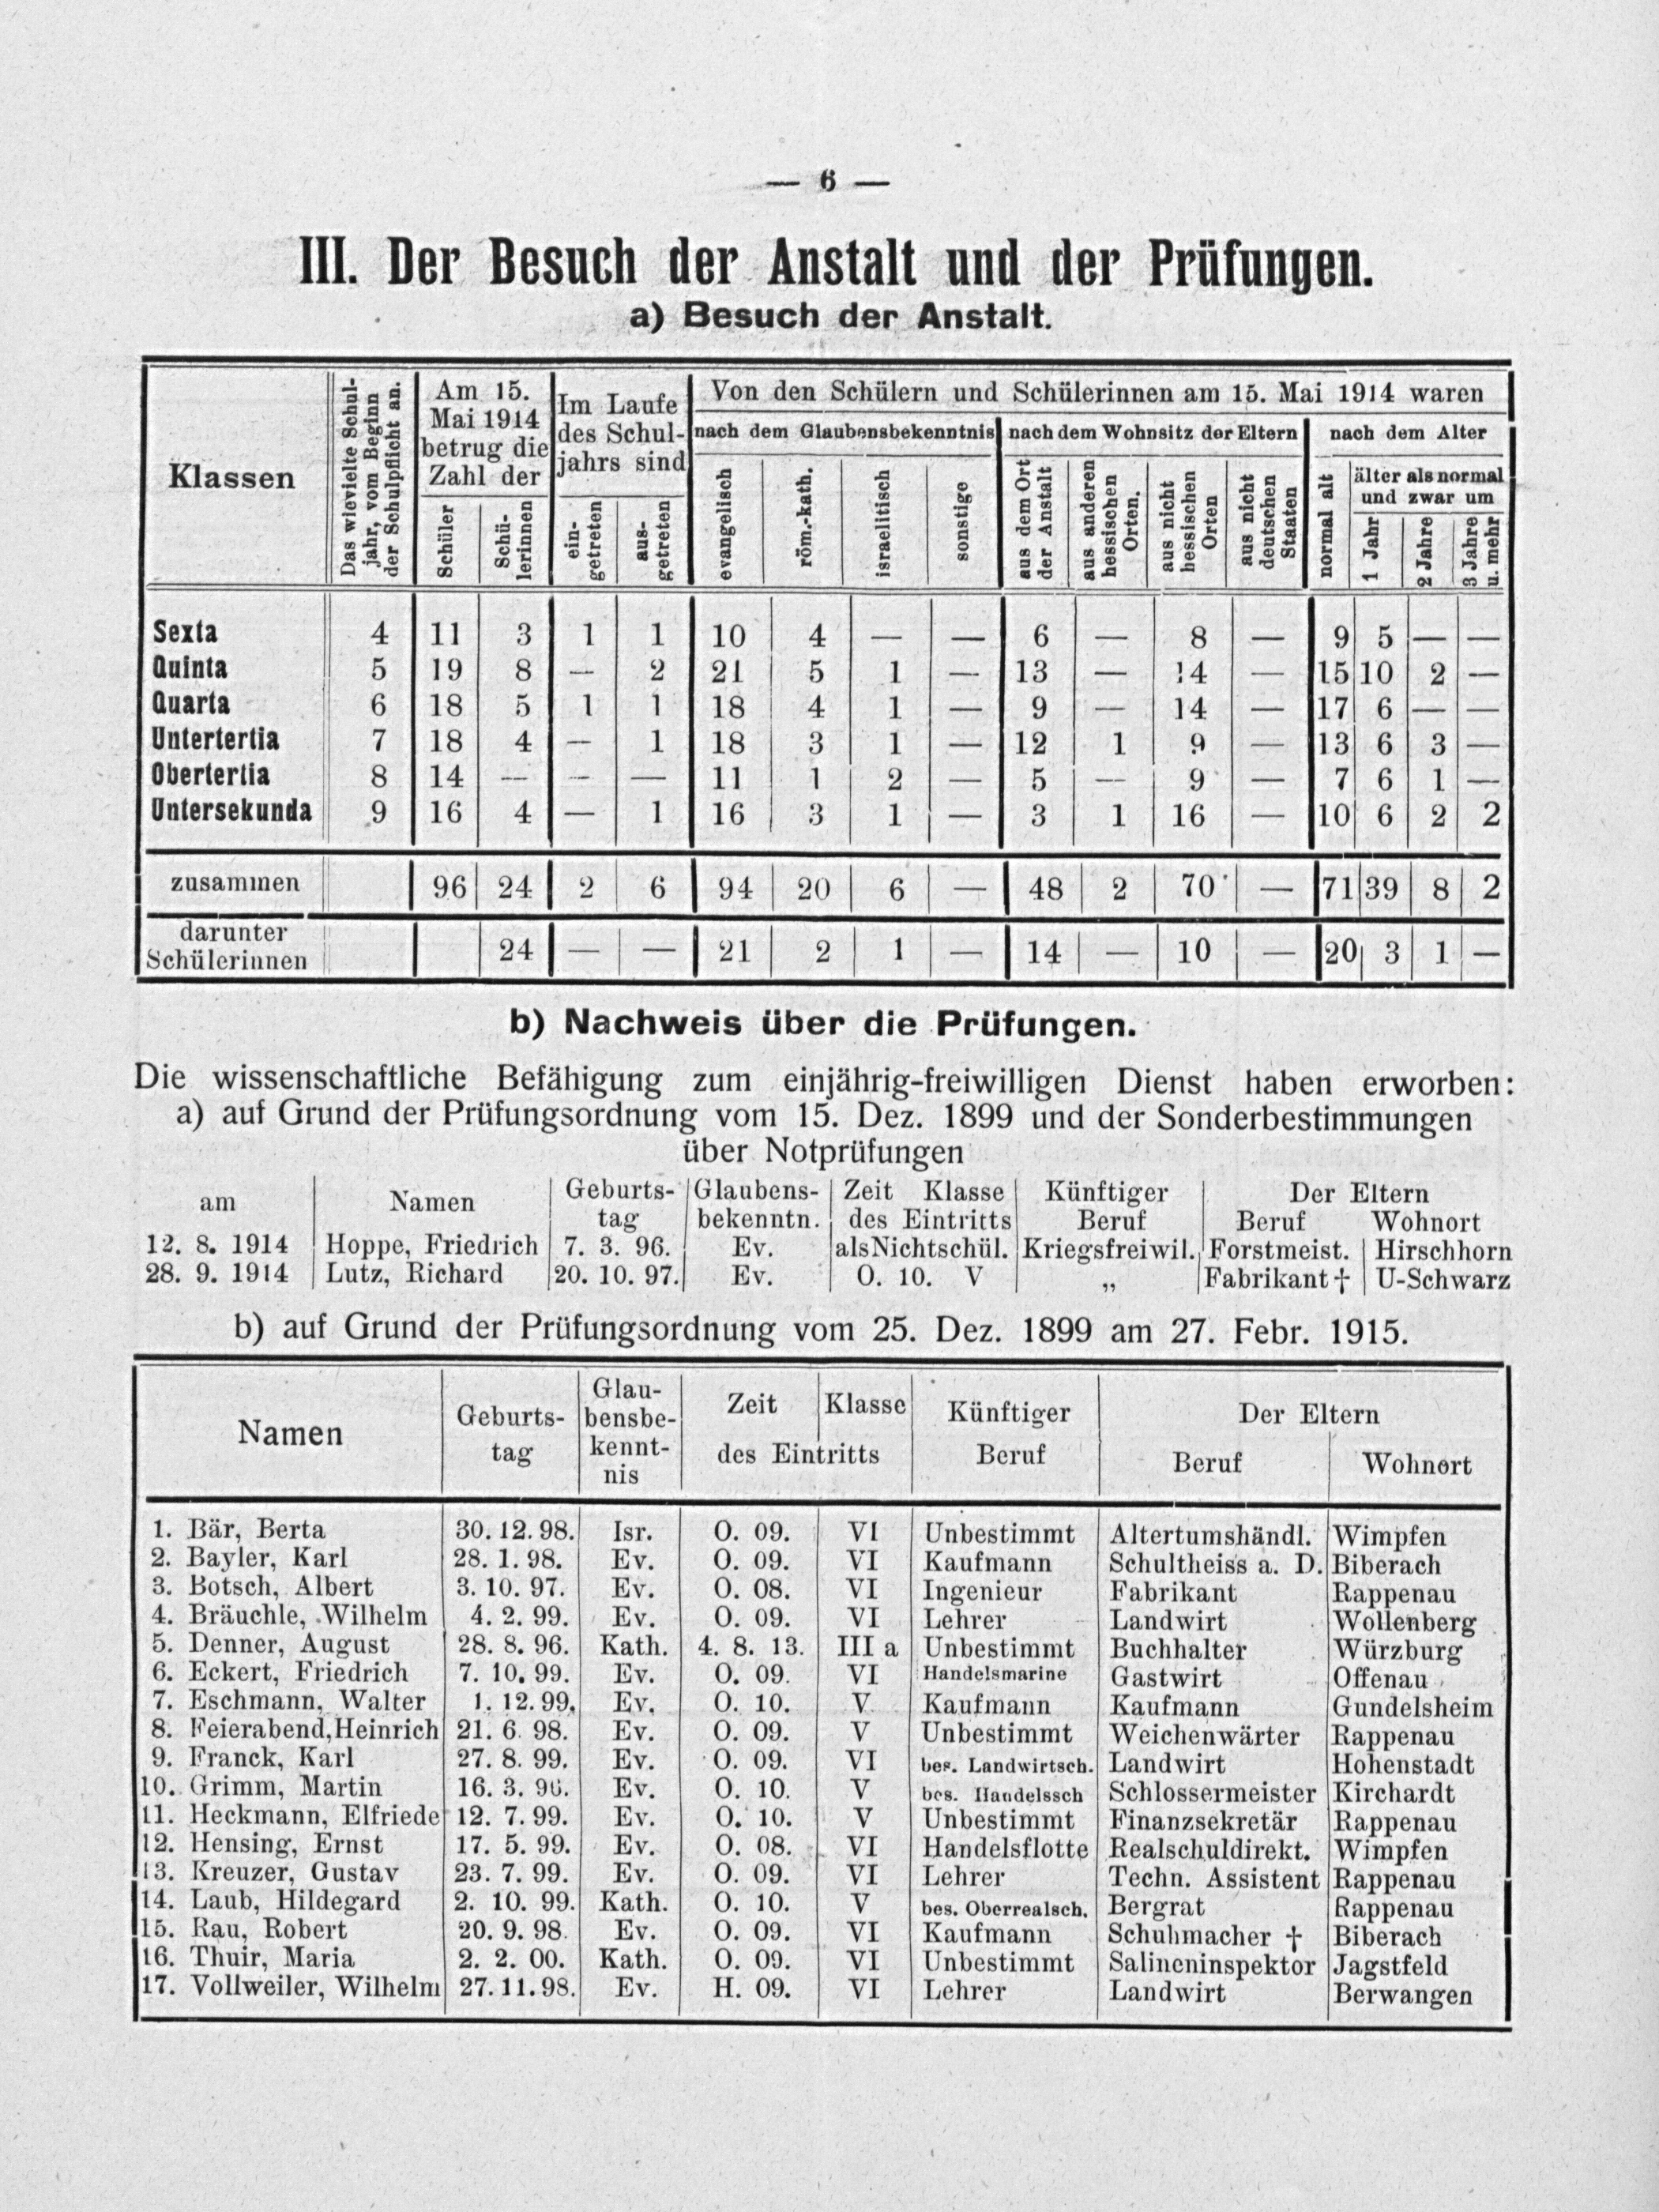 — 6 —
III. Der Besuch der Anstalt und der Prüfungen.
a) Besuch der Anstalt.
Klassen
Das wievielte Schul-
jahr, vom Beginn
der Schulpflicht an.
Am 15.
Mai 1914
betrug die
Zahl der
Schüler
Schü-
lerinnen
Im Laufe
des Schul-
jahrs sind
ein-
getreten
aus-
getreten
Von den Schülern und Schülerinnen am 15. Mai 1914 waren
nach dem Glaubensbekenntnis
evangelisch
röm.-kath.
israelitisch
sonstige
nach dem Wohnsitz der Eltern
aus dem Ort
der Anstalt
aus anderen
hessischen
Orton.
aus nicht
hessischen
Orten
aus nicht
deutschen
Staaten
nach dem Alter
normal alt
älter als normal
und zwar um
1 Jahr
2 Jahre
3 Jahre
u. mehr
Sexta 4 11 3 1 1 10 4 — — 6 — 8 — 9 5 — —
Quinta 5 19 8 — 2 21 5 1 — 13 — 14 — 15 10 2 —
Quarta 6 18 5 1 1 18 4 1 — 9 — 14 — 17 6 — —
Untertertia 7 18 4 — 1 18 3 1 — 12 1 9 — 13 6 3 —
Obertertia 8 14 — — — 11 1 2 — 5 — 9 — 7 6 1 —
Untersekunda 9 16 4 — 1 16 3 1 — 3 1 16 — 10 6 2 2
zusammen 96 24 2 6 94 20 6 — 48 2 70 — 71 39 8 2
darunter
Schülerinnen 24 — — 21 2 1 — 14 — 10 — 20 3 1 —
b) Nachweis über die Prüfungen.
Die wissenschaftliche Befähigung zum einjährig-freiwilligen Dienst haben erworben:
a) auf Grund der Prüfungsordnung vom 15. Dez. 1899 und der Sonderbestimmungen
über Notprüfungen
am Namen Geburts- Glaubens- Zeit Klasse Künftiger Der Eltern
tag bekenntn. des Eintritts Beruf Beruf Wohnort
12. 8. 1914 Hoppe, Friedrich 7. 3. 96. Ev. als Nichtschül. Kriegsfreiwil. Forstmeist. Hirschhorn
28. 9. 1914 Lutz, Richard 20. 10. 97. Ev. O. 10. V „ Fabrikant † U-Schwarz
b) auf Grund der Prüfungsordnung vom 25. Dez. 1899 am 27. Febr. 1915.
Namen
Geburts-
tag
Glau-
bensbe-
kennt-
nis
Zeit Klasse
des Eintritts
Künftiger
Beruf
Der Eltern
Beruf Wohnort
1. Bär, Berta 30. 12. 98. Isr. O. 09. VI Unbestimmt Altertumshändl. Wimpfen
2. Bayler, Karl 28. 1. 98. Ev. O. 09. VI Kaufmann Schultheiss a. D. Biberach
3. Botsch, Albert 3. 10. 97. Ev. O. 08. VI Ingenieur Fabrikant Rappenau
4. Bräuchle, Wilhelm 4. 2. 99. Ev. O. 09. VI Lehrer Landwirt Wollenberg
5. Denner, August 28. 8. 96. Kath. 4. 8. 13. III a Unbestimmt Buchhalter Würzburg
6. Eckert, Friedrich 7. 10. 99. Ev. O. 09. VI Handelsmarine Gastwirt Offenau
7. Eschmann, Walter 1. 12. 99. Ev. O. 10. V Kaufmann Kaufmann Gundelsheim
8. Feierabend, Heinrich 21. 6. 98. Ev. O. 09. V Unbestimmt Weichenwärter Rappenau
9. Franck, Karl 27. 8. 99. Ev. O. 09. VI bes. Landwirtsch. Landwirt Hohenstadt
10. Grimm, Martin 16. 3. Ev. O. 10. V bes. Handelssch Schlossermeister Kirchardt
11. Heckmann, Elfriede 12. 7. 99. Ev. O. 10. V Unbestimmt Finanzsekretär Rappenau
12. Hensing, Ernst 17. 5. 99. Ev. O. 08. VI Handelsflotte Realschuldirekt. Wimpfen
13. Kreuzer, Gustav 23. 7. 99. Ev. O. 09. VI Lehrer Techn. Assistent Rappenau
14. Laub, Hildegard 2. 10. 99. Kath. O. 10. V bes. Oberrealsch. Bergrat Rappenau
15. Rau, Robert 20. 9. 98. Ev. O. 09. VI Kaufmann Schuhmacher † Biberach
16. Thuir, Maria 2. 2. 00. Kath. O. 09. VI Unbestimmt Salineninspektor Jagstfeld
17. Vollweiler, Wilhelm 27. 11. 98. Ev. H. 09. VI Lehrer Landwirt Berwangen